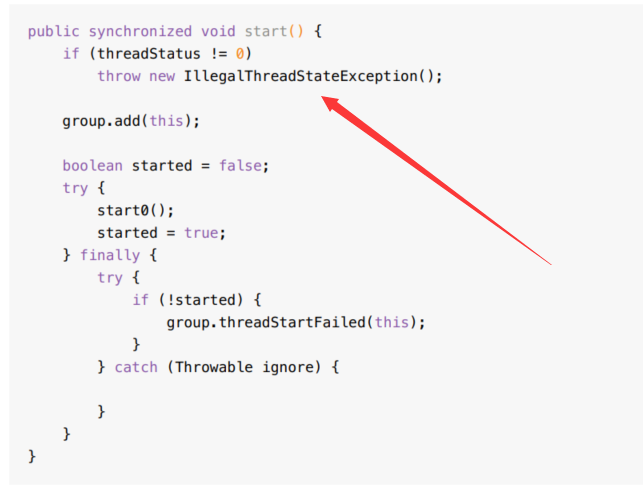 public synchronized void start() {
if (threadStatus != 0)
throw new IllegalThreadStateException();
group.add(this);
boolean started = false;
try {
start0();
started = true;
} finally {
try {
if (!started) {
group.threadStartFailed(this);
}
} catch (Throwable ignore) {
}
}
}